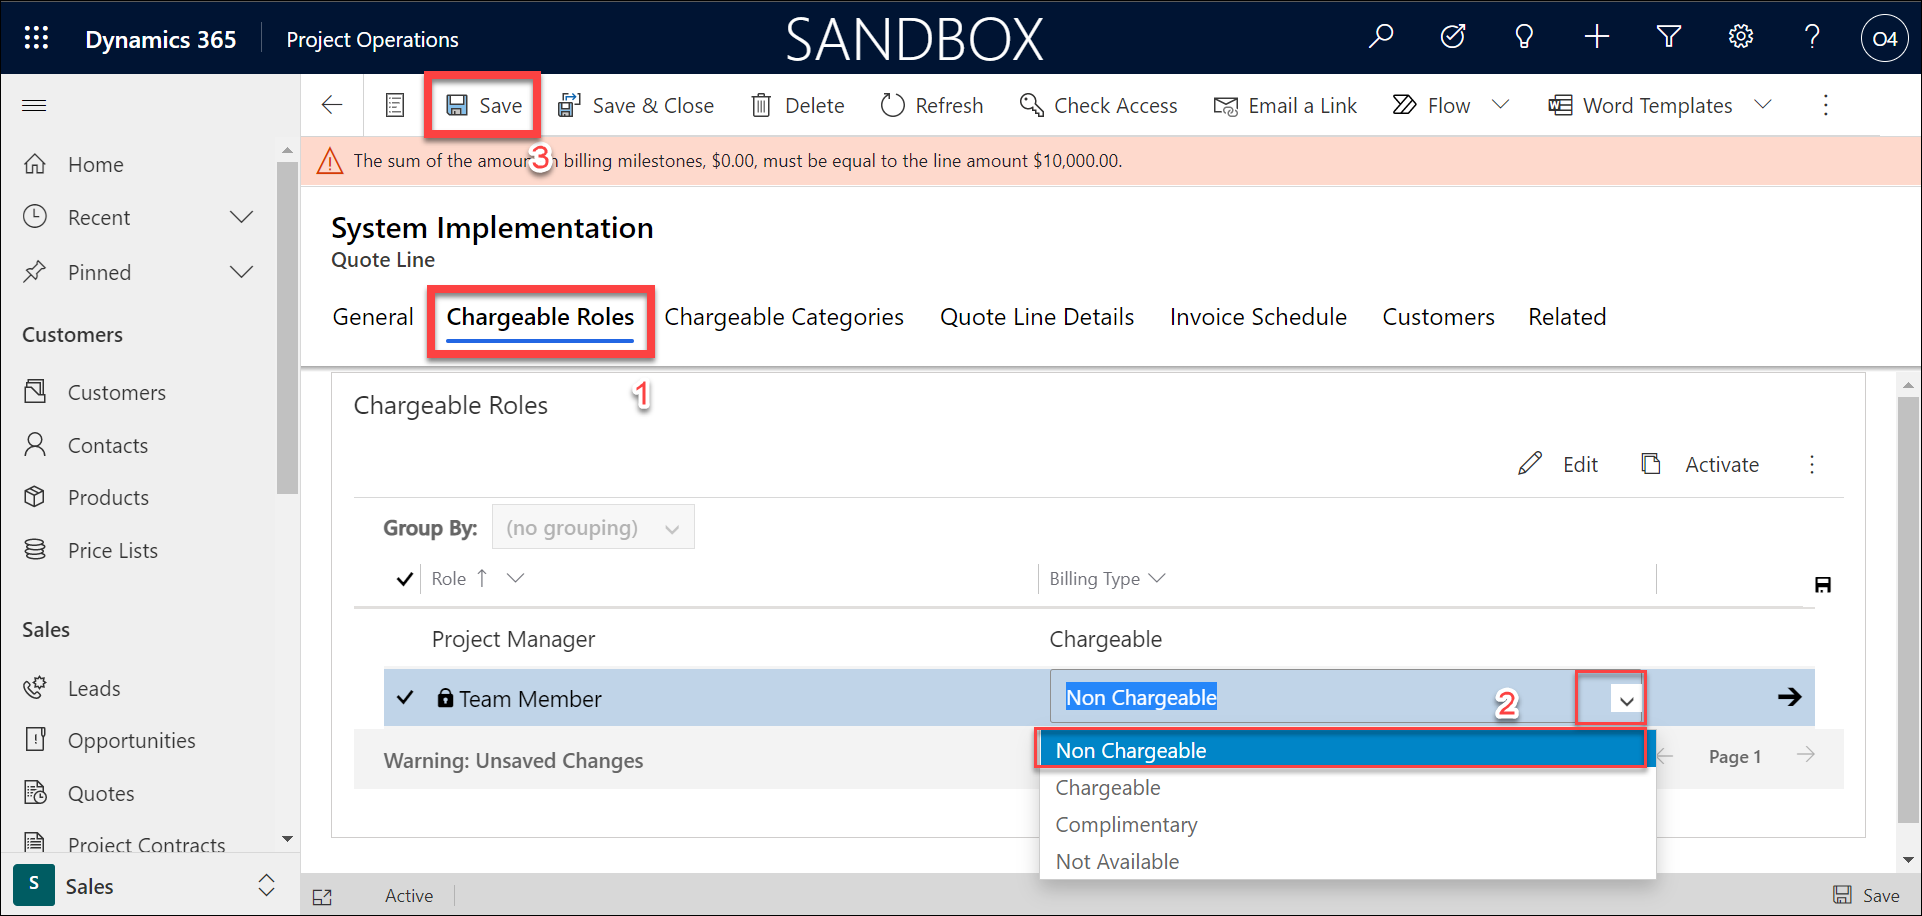 Dynamics 365
Project Operations
SANDBOX
O4
Save
Save & Close
Delete
Refresh
Check Access
Email a Link
Flow
Word Templates
3
The sum of the amoun n billing milestones, $0.00, must be equal to the line amount $10,000.00.
Home
Recent
Pinned
Customers
Customers
Contacts
Products
Price Lists
Sales
Leads
Opportunities
Quotes
Project Contracts
S
Sales
System Implementation
Quote Line
General
Chargeable Roles
Chargeable Categories
Quote Line Details
Invoice Schedule
Customers
Related
1
Chargeable Roles
Edit
Activate
Group By:
(no grouping)
Role
Billing Type
Project Manager
Chargeable
Team Member
Non Chargeable
2
Warning: Unsaved Changes
Page 1
Non Chargeable
Chargeable
Complimentary
Not Available
Active
Save